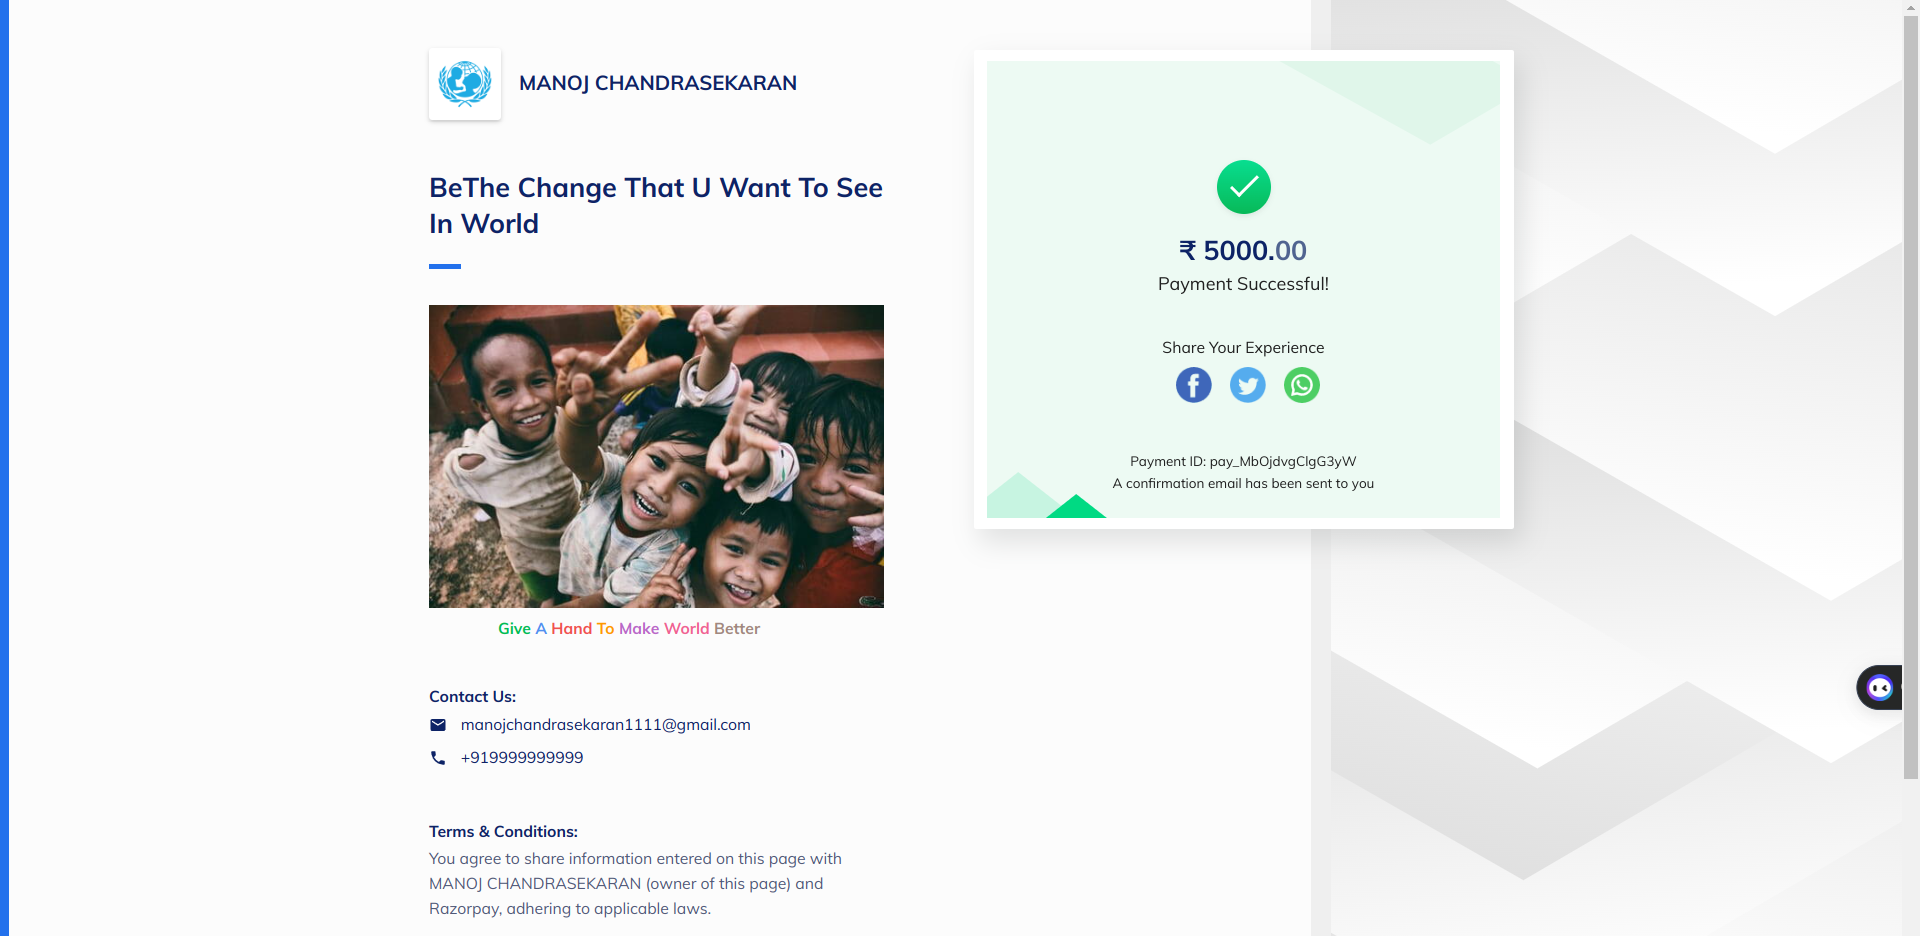 MANOJ CHANDRASEKARAN
BeThe Change That U Want To See
In World
Give A Hand To Make World Better
Contact Us:
manojchandrasekaran1111@gmail.com
+919999999999
Terms & Conditions:
You agree to share information entered on this page with
MANOJ CHANDRASEKARAN (owner of this page) and
Razorpay, adhering to applicable laws.
₹ 5000.00
Payment Successful!
Share Your Experience
Payment ID: pay_MbOjdvgClgG3yW
A confirmation email has been sent to you